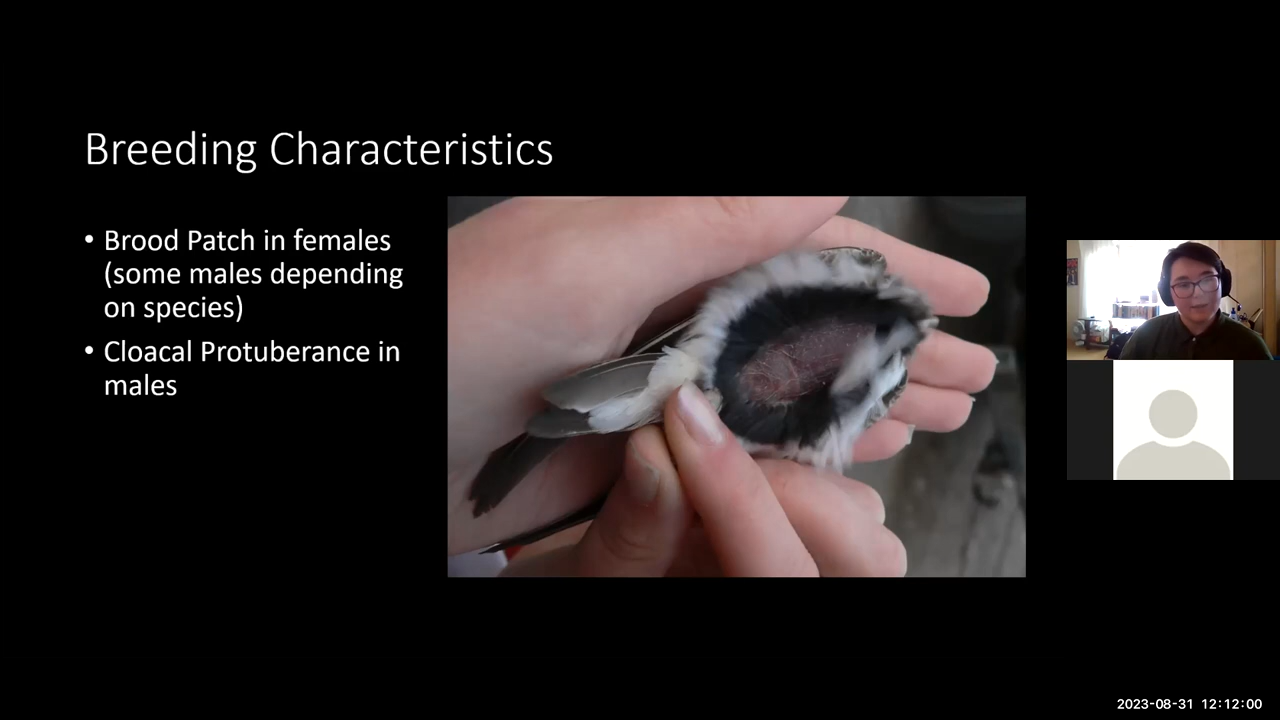 Breeding Characteristics
• Brood Patch in females
(some males depending
on species)
• Cloacal Protuberance in
males
2023-08-31 12:12:00